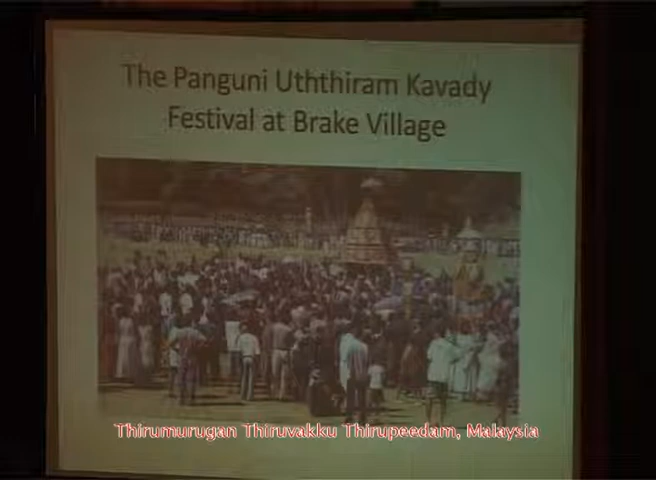 The Panguni Uththiram Kavady
Festival at Brake Village
Thirumurugan Thiruvakku Thirupeedam, Malaysia